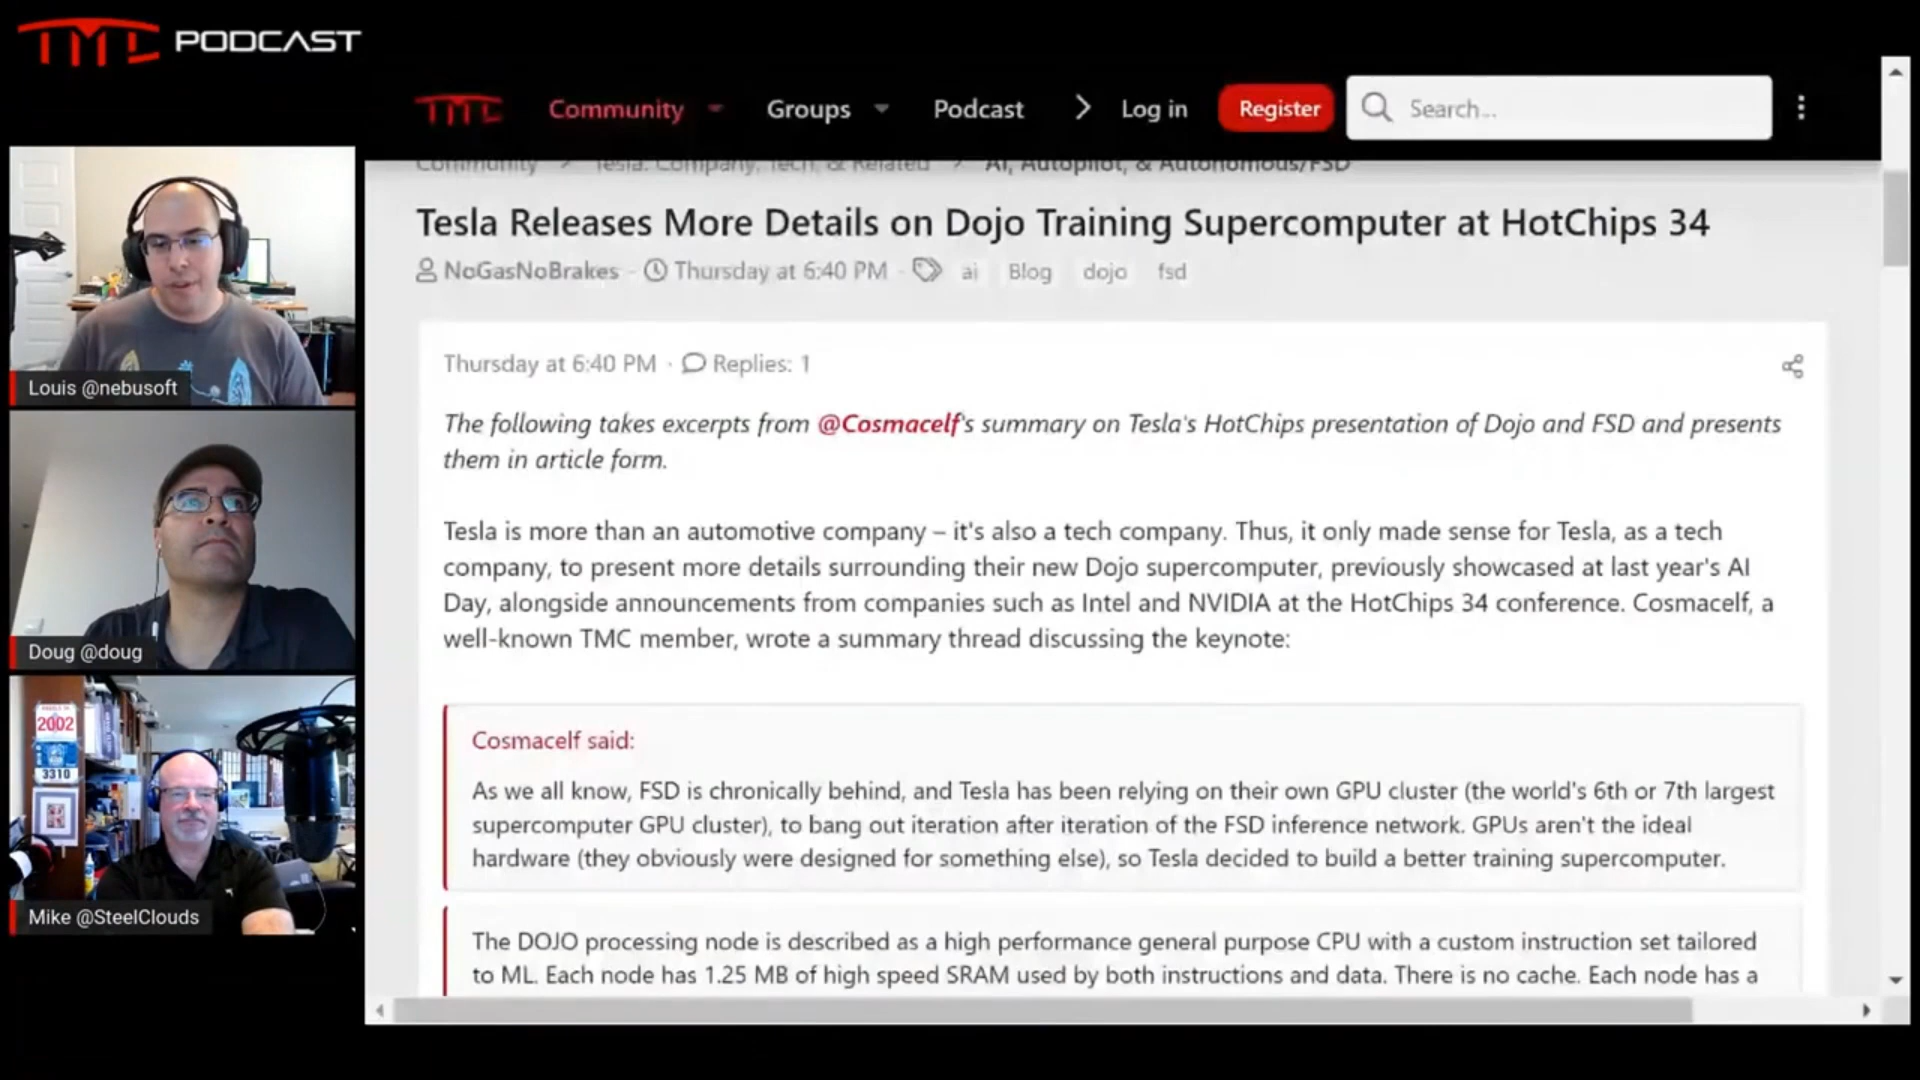 TMC PODCAST
TMC Community Groups Podcast Log in Register Search...
Community > Tesla, Company, Tech, & Related > AI, Autopilot, & Autonomous/FSD
Tesla Releases More Details on Dojo Training Supercomputer at HotChips 34
NoGasNoBrakes - Thursday at 6:40 PM - ai Blog dojo fsd
Thursday at 6:40 PM · Replies: 1
The following takes excerpts from @Cosmacelf's summary on Tesla's HotChips presentation of Dojo and FSD and presents
them in article form.
Tesla is more than an automotive company – it's also a tech company. Thus, it only made sense for Tesla, as a tech
company, to present more details surrounding their new Dojo supercomputer, previously showcased at last year's AI
Day, alongside announcements from companies such as Intel and NVIDIA at the HotChips 34 conference. Cosmacelf, a
well-known TMC member, wrote a summary thread discussing the keynote:
Cosmacelf said:
As we all know, FSD is chronically behind, and Tesla has been relying on their own GPU cluster (the world's 6th or 7th largest
supercomputer GPU cluster), to bang out iteration after iteration of the FSD inference network. GPUs aren't the ideal
hardware (they obviously were designed for something else), so Tesla decided to build a better training supercomputer.
The DOJO processing node is described as a high performance general purpose CPU with a custom instruction set tailored
to ML. Each node has 1.25 MB of high speed SRAM used by both instructions and data. There is no cache. Each node has a
Louis @nebusoft
Doug @doug
2002
3310
Mike @SteelClouds